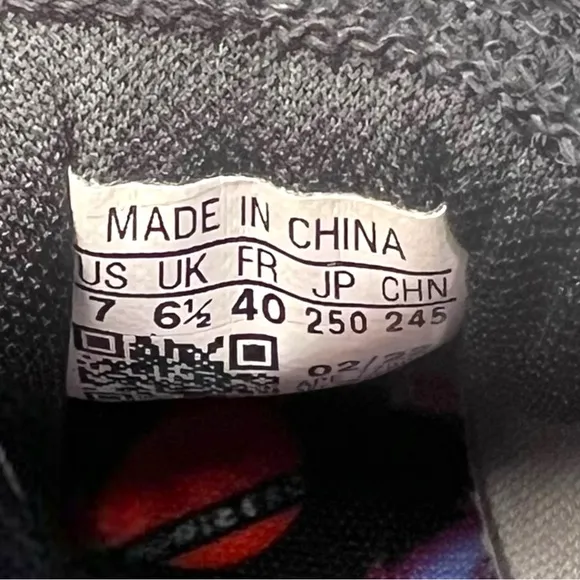 MADE IN CHINA
US UK FR JP CHN
7 6½ 40 250 245